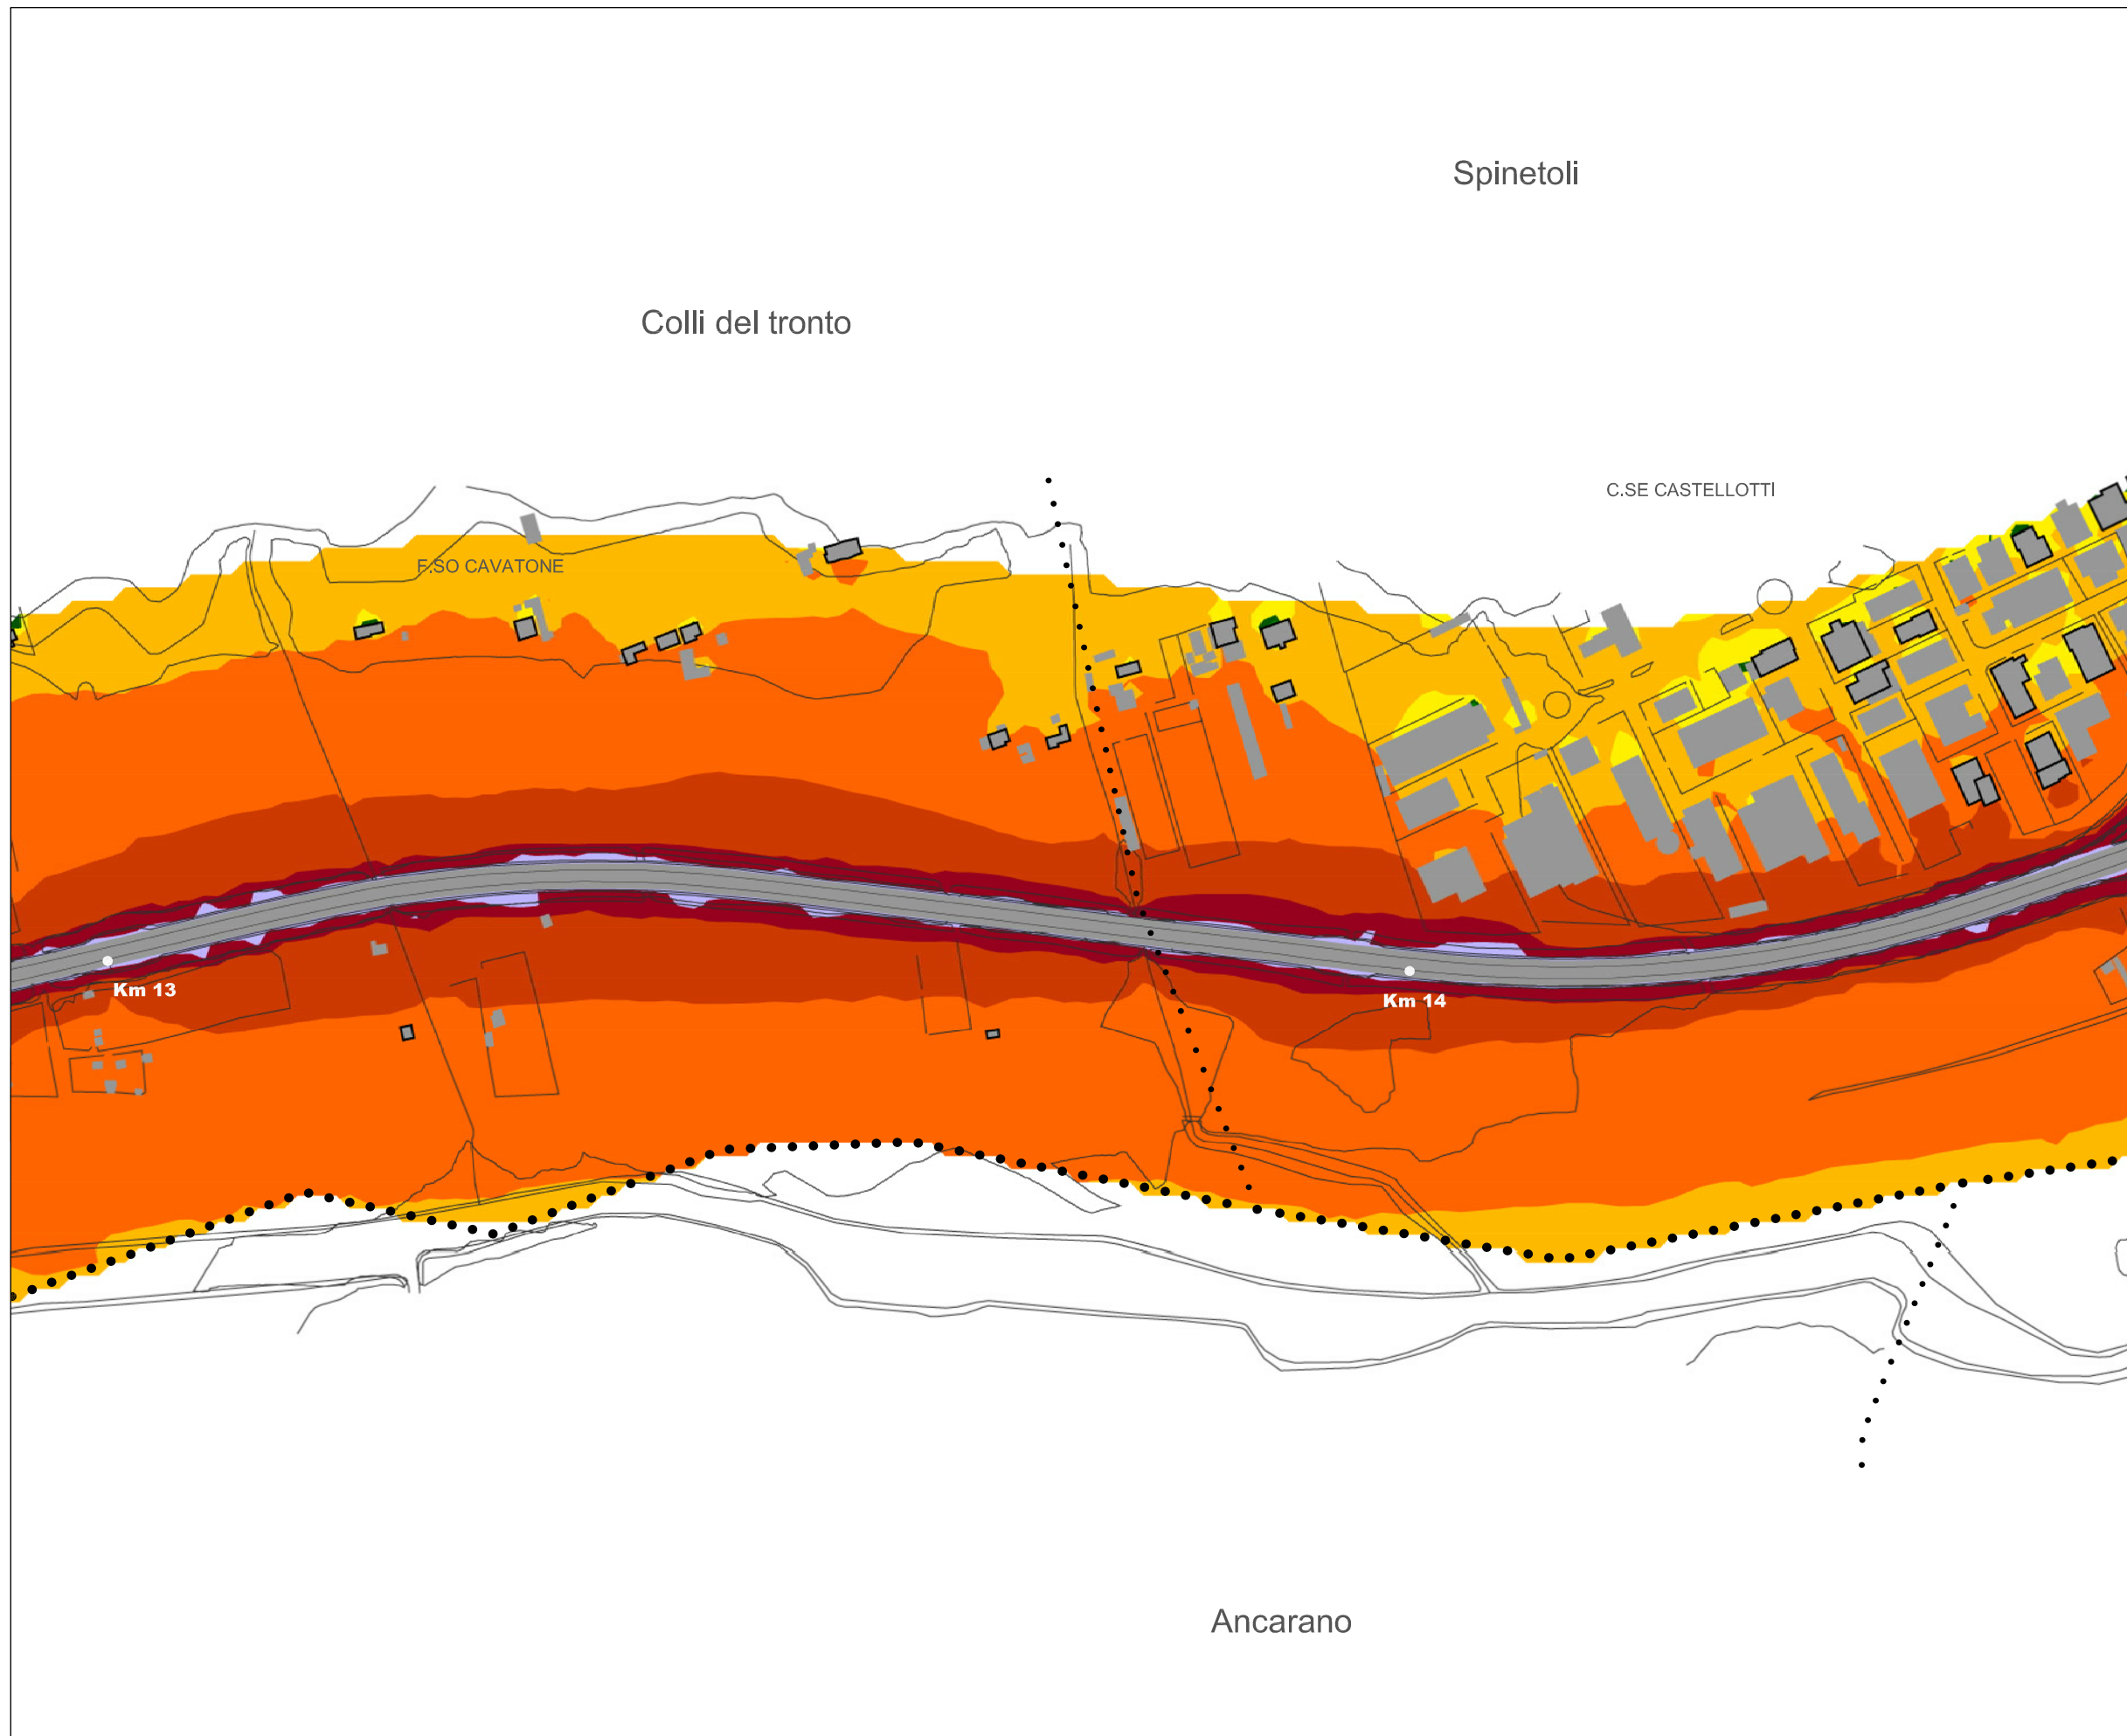 Spinetoli
Colli del tronto
C.SE CASTELLOTTI
F.SO CAVATONE
Km 13
Km 14
Ancarano